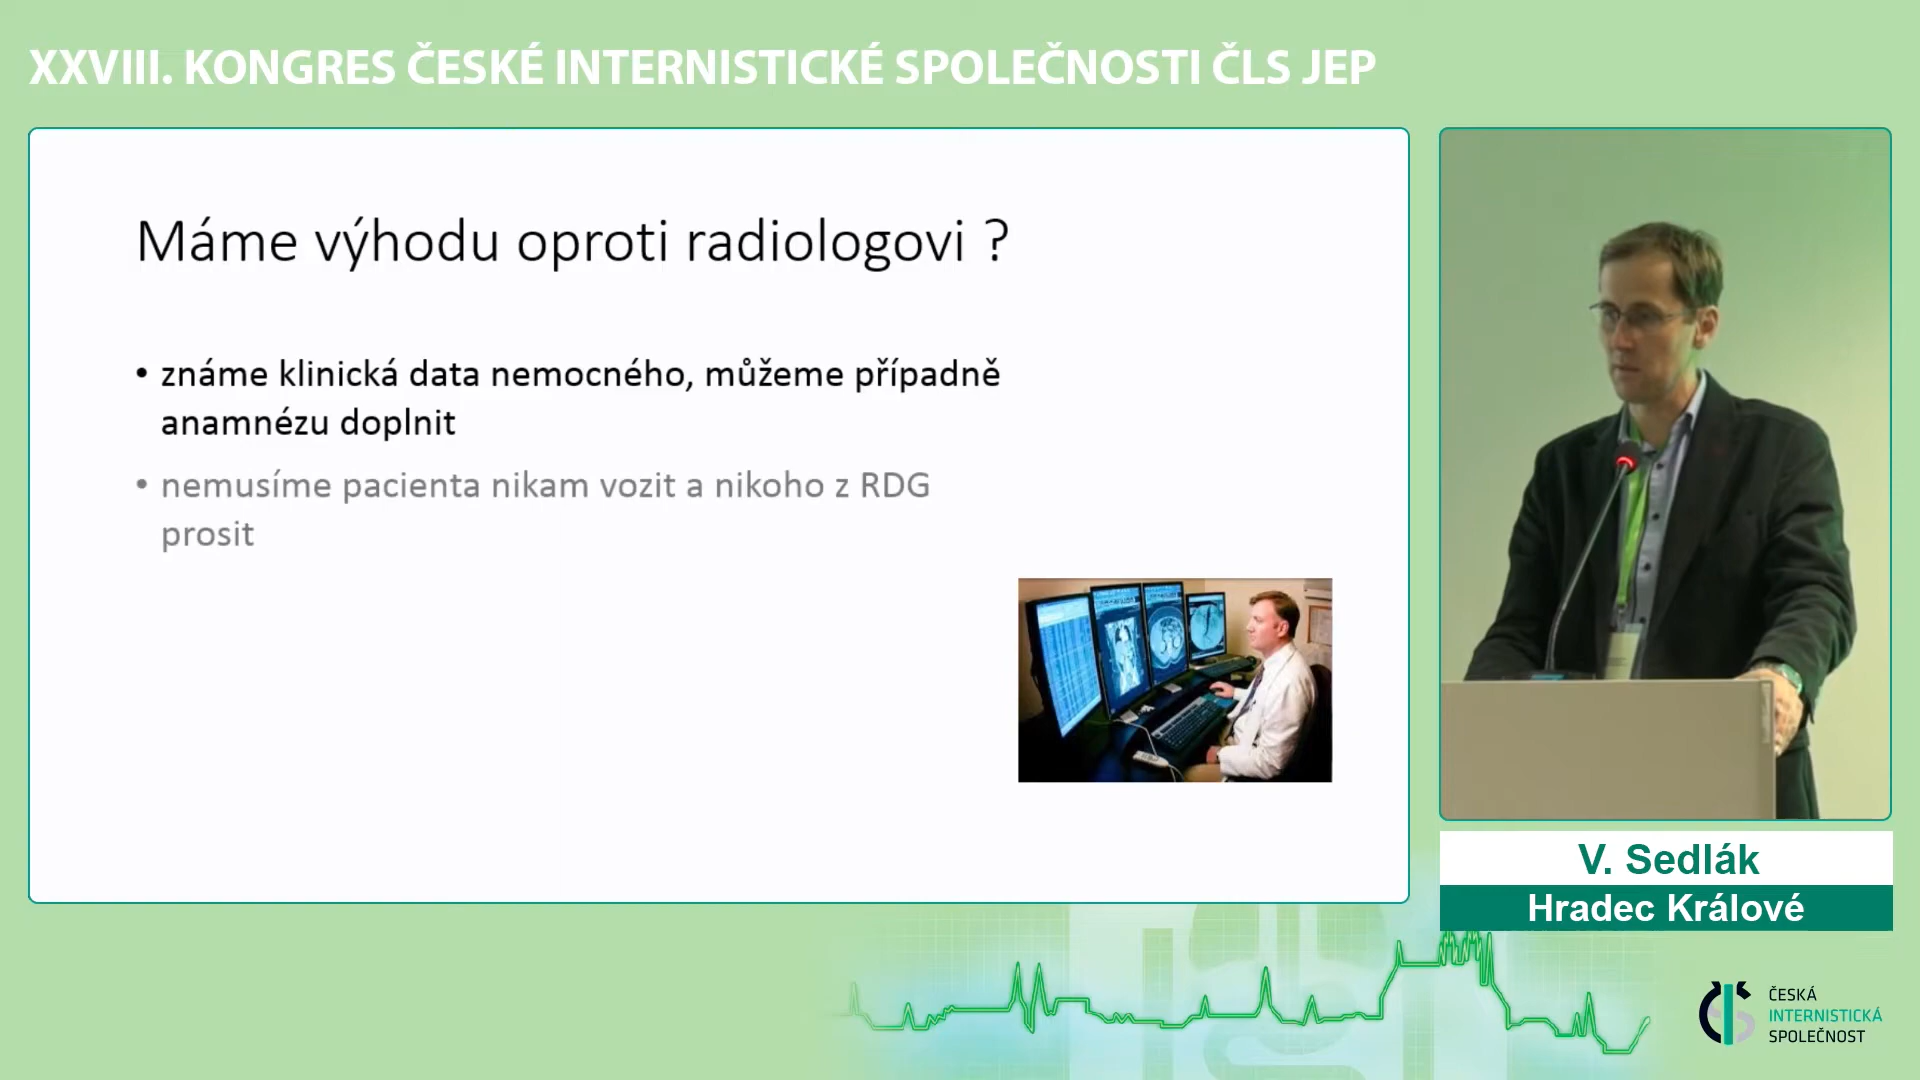 XXVIII. KONGRES ČESKÉ INTERNISTICKÉ SPOLEČNOSTI ČLS JEP
Máme výhodu oproti radiologovi ?
• známe klinická data nemocného, můžeme případně
anamnézu doplnit
• nemusíme pacienta nikam vozit a nikoho z RDG
prosit
V. Sedlák
Hradec Králové
ČESKÁ
INTERNISTICKÁ
SPOLEČNOST